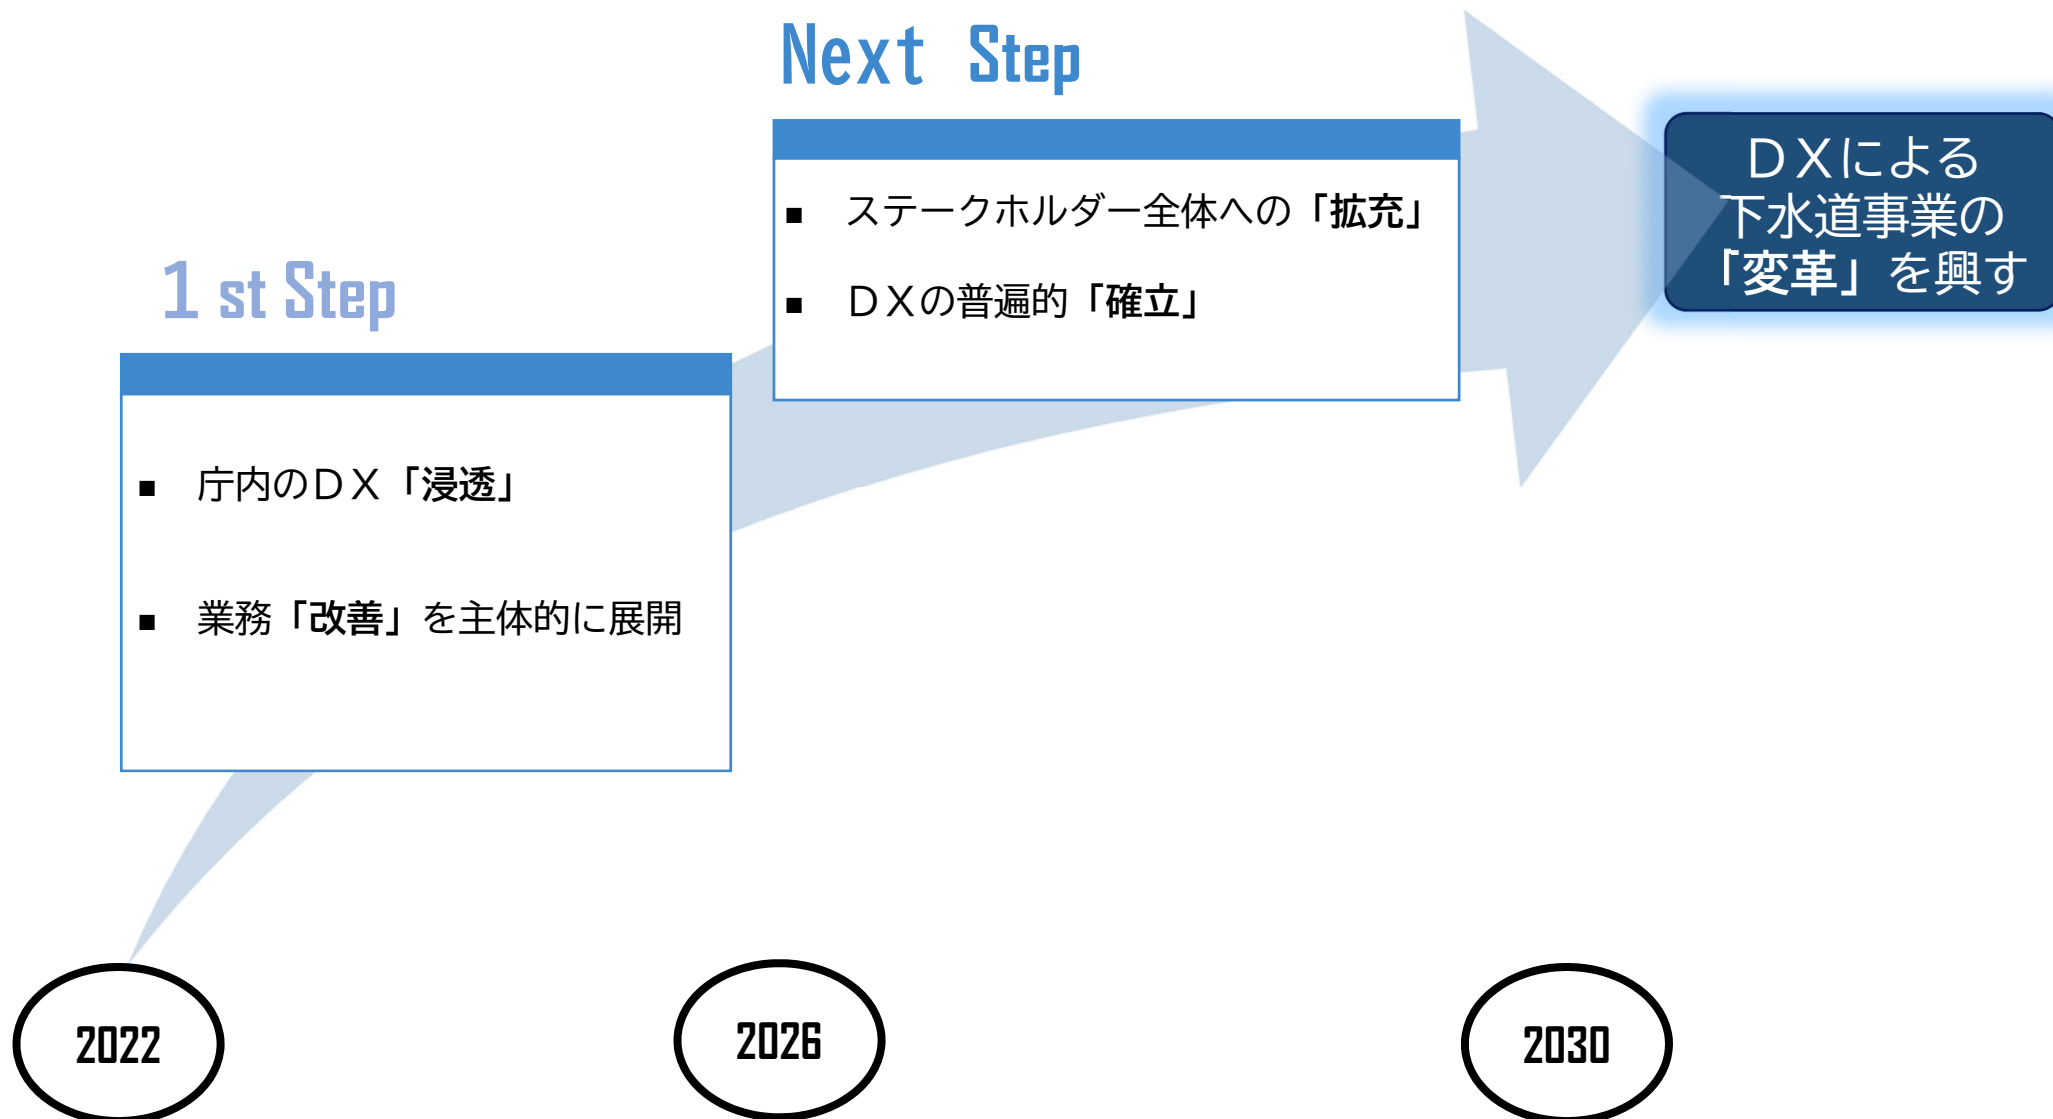 Next Step
■ ステークホルダー全体への「拡充」
■ ＤＸの普遍的「確立」
ＤＸによる
下水道事業の
「変革」を興す
1 st Step
■ 庁内のＤＸ「浸透」
■ 業務「改善」を主体的に展開
2022
2026
2030